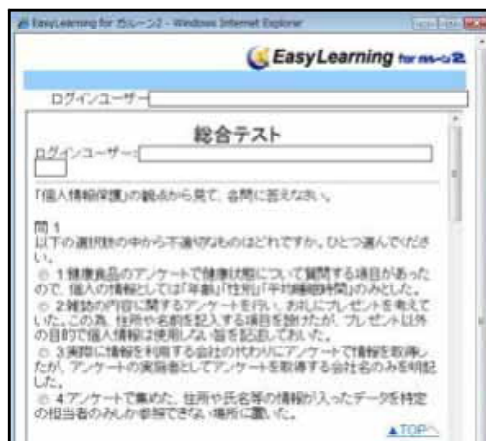 EasyLearning for ガルーン2 - Windows Internet Explorer
EasyLearning for ガルーン2
ログインユーザー
総合テスト
ログインユーザー:
「個人情報保護」の観点から見て、各問に答えなさい。
問1
以下の選択肢の中から不適切なものはどれですか。ひとつ選んでくださ
い。
1.健康食品のアンケートで健康状態について質問する項目があった
ので、個人の情報としては「年齢」「性別」「平均睡眠時間」のみとした。
2.雑誌の内容に関するアンケートを行い、お礼にプレゼントを考えて
いた。この為、住所や名前を記入する項目を設けたが、プレゼント以外
の目的で個人情報は使用しない旨を記述しておいた。
3.実際に情報を利用する会社の代わりにアンケートで情報を取得し
たが、アンケートの実施者としてアンケートを取得する会社名のみを明記
した。
4.アンケートで集めた、住所や氏名等の情報が入ったデータを特定
の担当者のみしか参照できない場所に置いた。
▲TOPへ